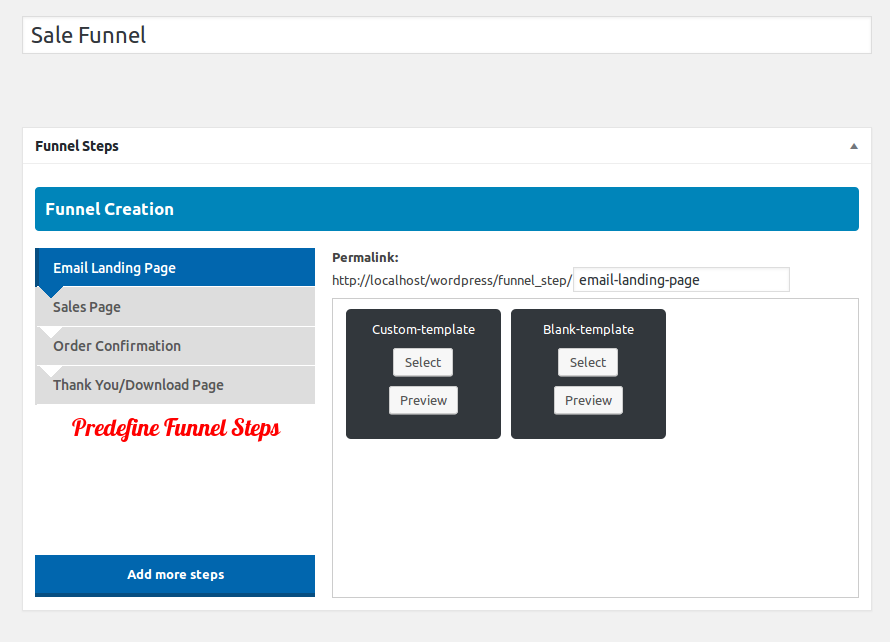 Sale Funnel
Funnel Steps
Funnel Creation
Email Landing Page
Sales Page
Order Confirmation
Thank You/Download Page
Predefine Funnel Steps
Add more steps
Permalink:
http://localhost/wordpress/funnel_step/ email-landing-page
Custom-template Blank-template
Select Select
Preview Preview